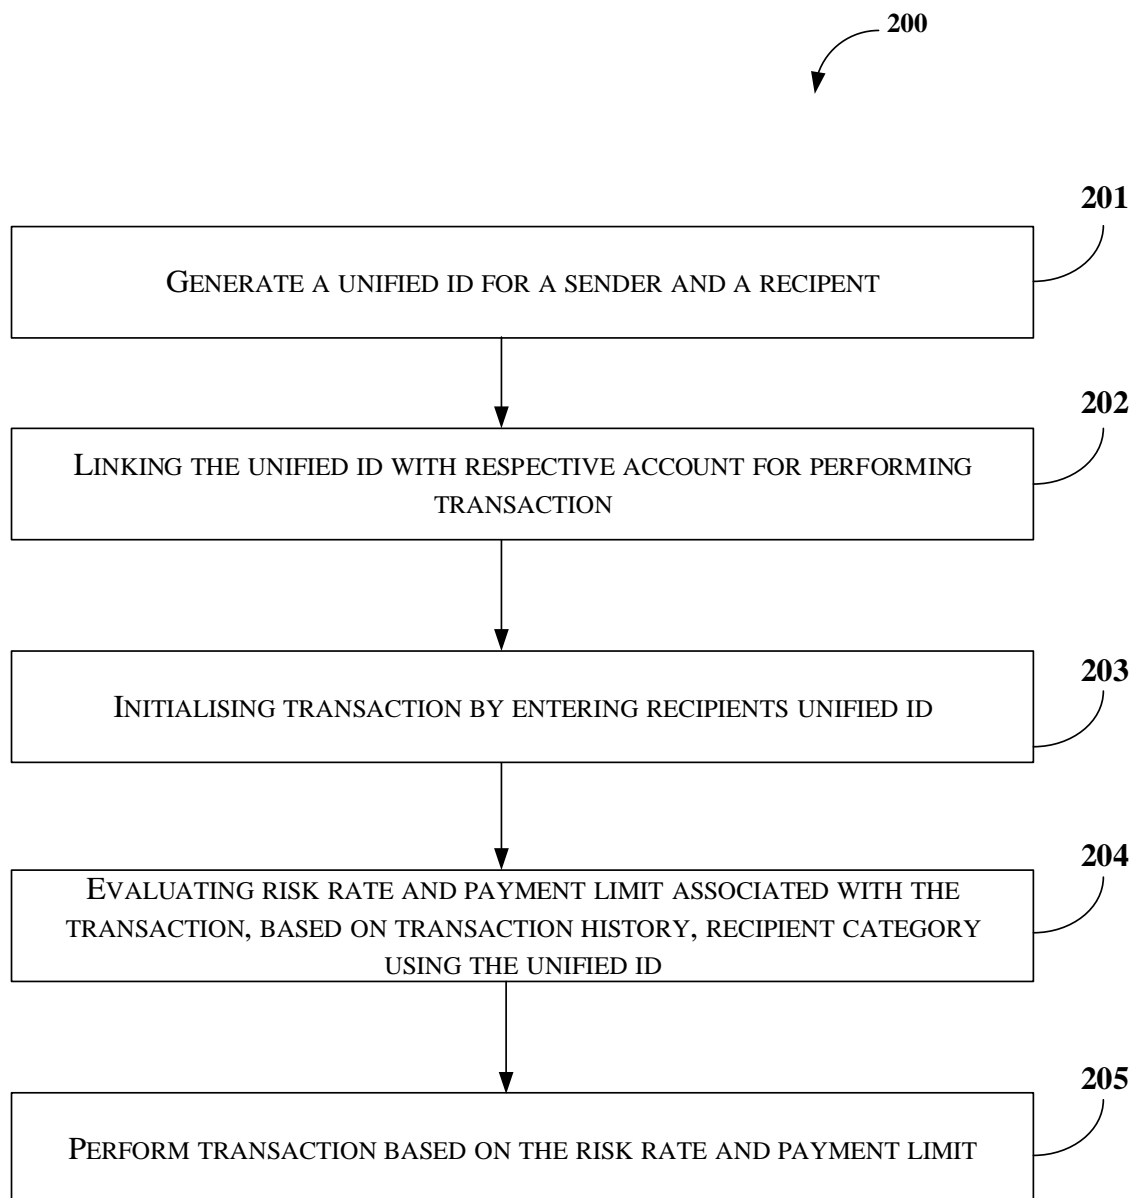 200
201
GENERATE A UNIFIED ID FOR A SENDER AND A RECIPENT
202
LINKING THE UNIFIED ID WITH RESPECTIVE ACCOUNT FOR PERFORMING
TRANSACTION
203
INITIALISING TRANSACTION BY ENTERING RECIPIENTS UNIFIED ID
204
EVALUATING RISK RATE AND PAYMENT LIMIT ASSOCIATED WITH THE
TRANSACTION, BASED ON TRANSACTION HISTORY, RECIPIENT CATEGORY
USING THE UNIFIED ID
205
PERFORM TRANSACTION BASED ON THE RISK RATE AND PAYMENT LIMIT